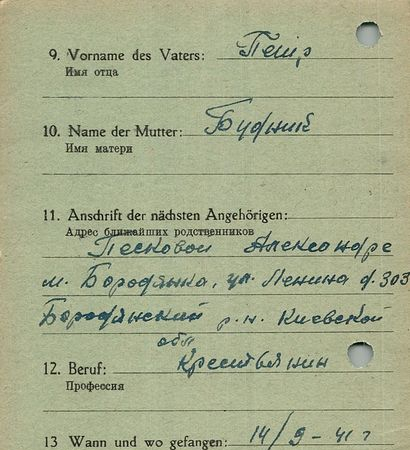 9. Vorname des Vaters: Петр
Имя отца
10. Name der Mutter: Будник
Имя матери
11. Anschrift der nächsten Angehörigen:
Адрес ближайших родственников
Песковой Александре
м. Бородянка, ул. Ленина д. 303
Бородянский р.н. Киевской
обл
12. Beruf: Крестьянин
Профессия
13 Wann und wo gefangen: 14/9-41 г